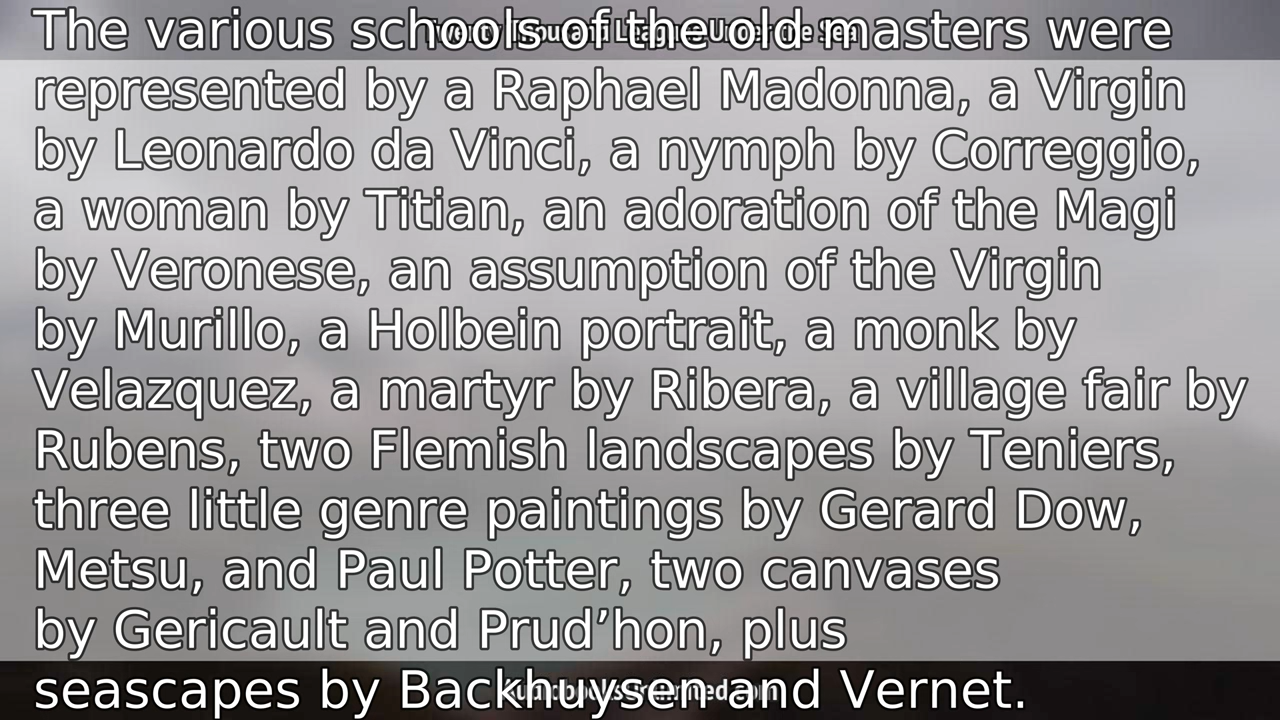 The various schools of the old masters were
represented by a Raphael Madonna, a Virgin
by Leonardo da Vinci, a nymph by Correggio,
a woman by Titian, an adoration of the Magi
by Veronese, an assumption of the Virgin
by Murillo, a Holbein portrait, a monk by
Velazquez, a martyr by Ribera, a village fair by
Rubens, two Flemish landscapes by Teniers,
three little genre paintings by Gerard Dow,
Metsu, and Paul Potter, two canvases
by Gericault and Prud’hon, plus
seascapes by Backhuysen and Vernet.